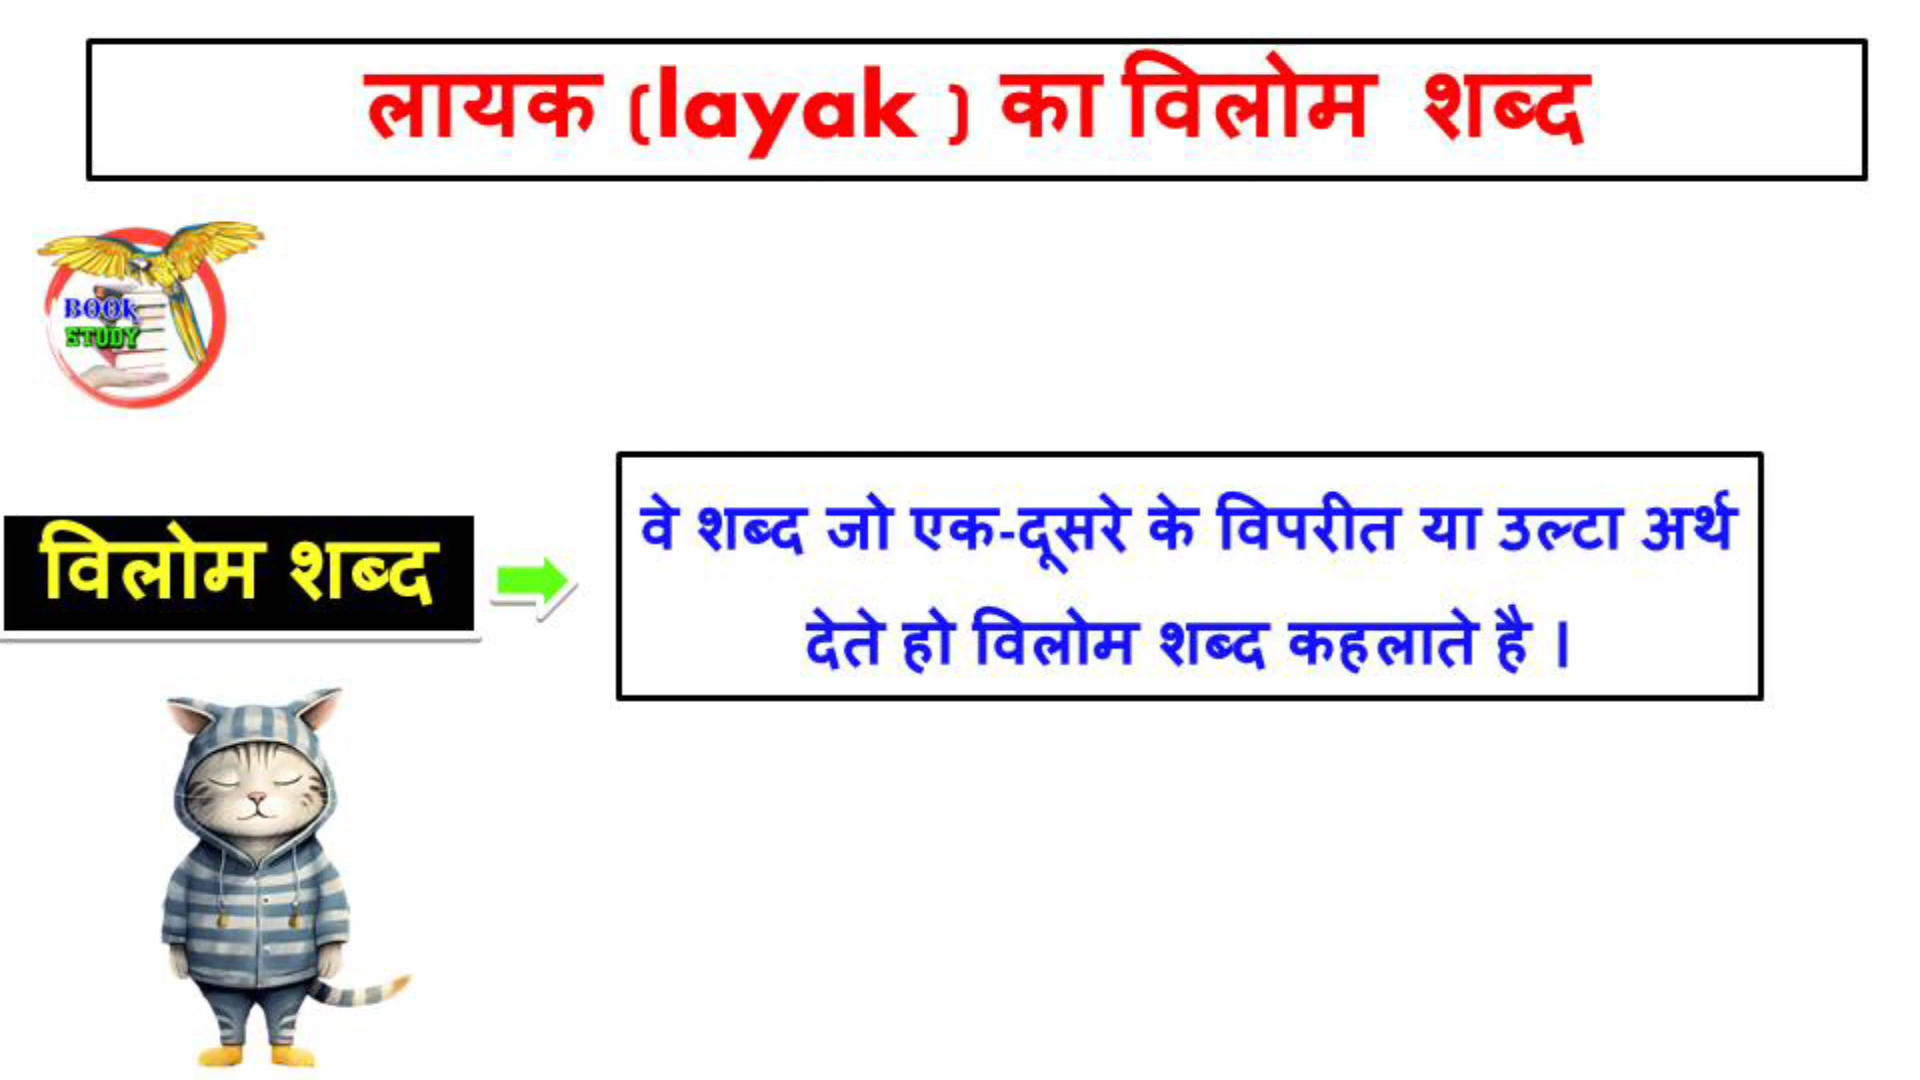 लायक (layak ) का विलोम शब्द
BOOK
STUDY
विलोम शब्द
वे शब्द जो एक-दूसरे के विपरीत या उल्टा अर्थ
देते हो विलोम शब्द कहलाते है ।